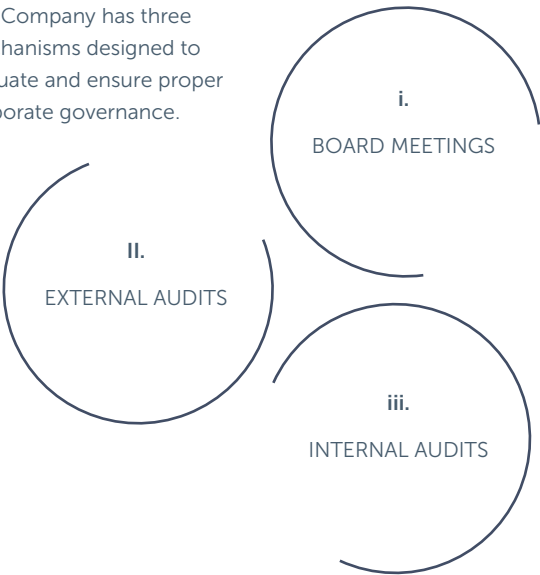 Company has three
hanisms designed to
uate and ensure proper
orate governance.
i.
BOARD MEETINGS
II.
EXTERNAL AUDITS
iii.
INTERNAL AUDITS